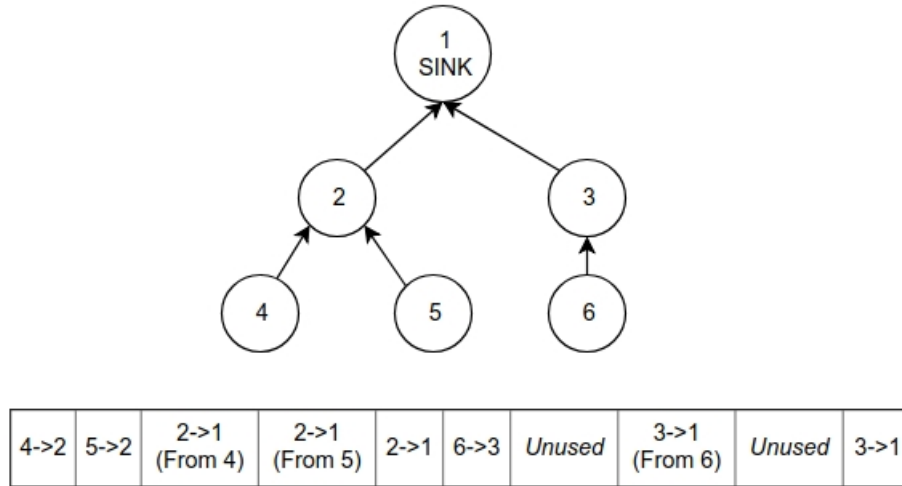 1
SINK
2
3
4
5
6
4->2
5->2
2->1
(From 4)
2->1
(From 5)
2->1
6->3
Unused
3->1
(From 6)
Unused
3->1